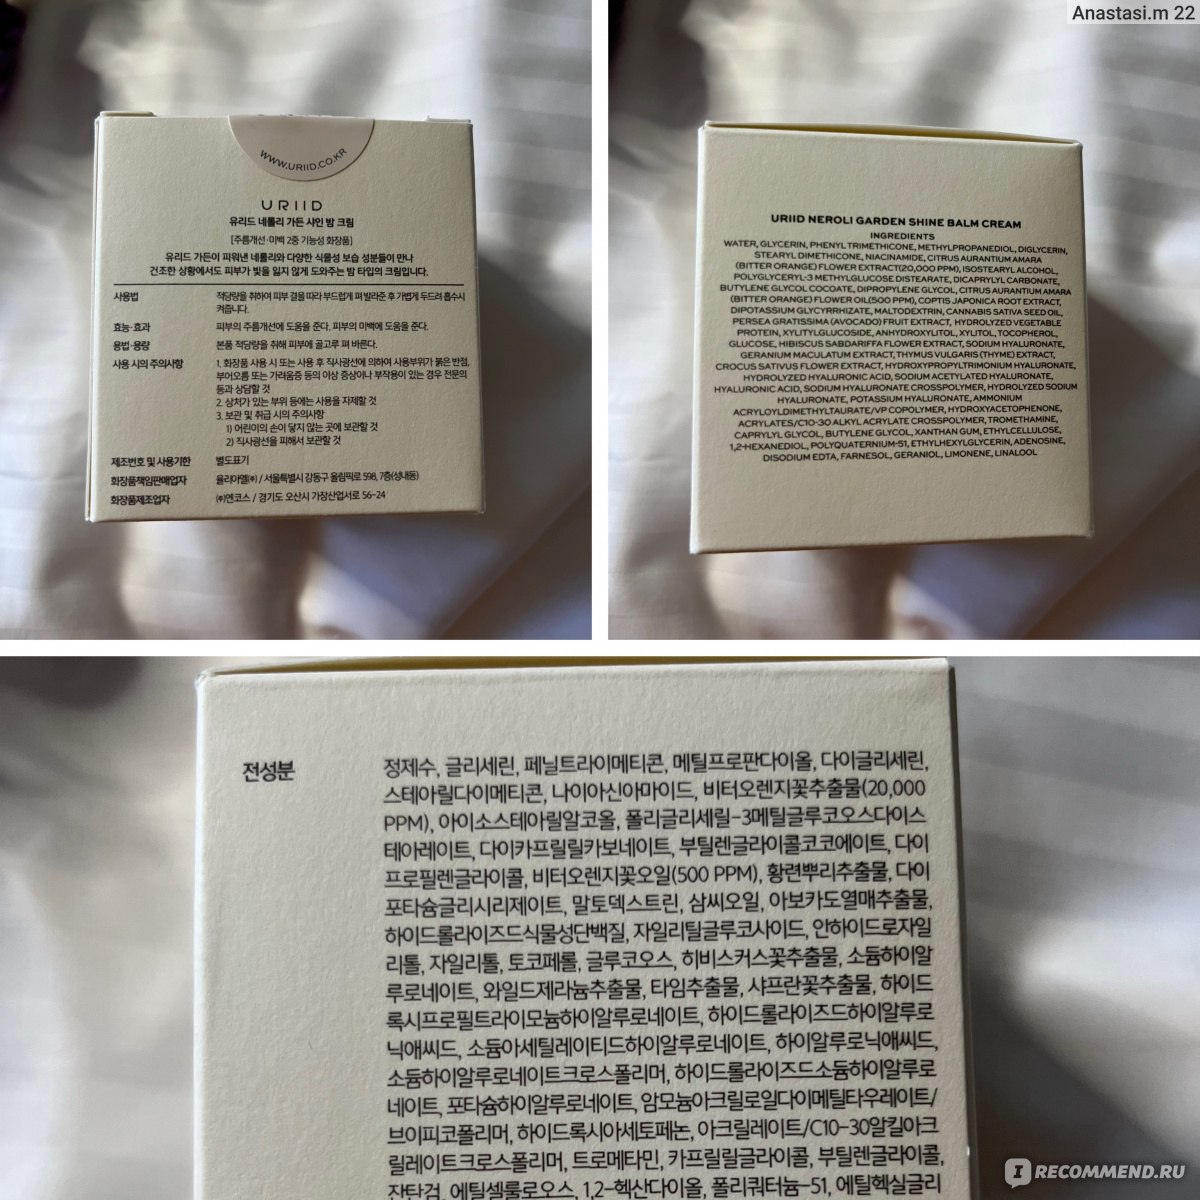 Anastasi.m 22
WWW.URIID.CO.KR
URIID
유리드 네롤리 가든 샤인 밤 크림
[주름개선·미백 2중 기능성 화장품]
유리드 가든이 피워낸 네롤리와 다양한 식물성 보습 성분들이 만나
건조한 상황에서도 피부가 빛을 잃지 않게 도와주는 밤 타입의 크림입니다.
사용법 적당량을 취하여 피부 결을 따라 부드럽게 펴 발라준 후 가볍게 두드려 흡수시
켜줍니다.
효능·효과 피부의 주름개선에 도움을 준다. 피부의 미백에 도움을 준다.
용법·용량 본품 적당량을 취해 피부에 골고루 펴 바른다.
사용 시의 주의사항 1. 화장품 사용 시 또는 사용 후 직사광선에 의하여 사용부위가 붉은 반점,
부어오름 또는 가려움증 등의 이상 증상이나 부작용이 있는 경우 전문의
등과 상담할 것
2. 상처가 있는 부위 등에는 사용을 자제할 것
3. 보관 및 취급 시의 주의사항
1) 어린이의 손이 닿지 않는 곳에 보관할 것
2) 직사광선을 피해서 보관할 것
제조번호 및 사용기한 별도표기
화장품책임판매업자 율리아엘㈜ / 서울특별시 강동구 올림픽로 598, 7층(성내동)
화장품제조업자 ㈜엔코스 / 경기도 오산시 가장산업서로 56-24
URIID NEROLI GARDEN SHINE BALM CREAM
INGREDIENTS
WATER, GLYCERIN, PHENYL TRIMETHICONE, METHYLPROPANEDIOL, DIGLYCERIN,
STEARYL DIMETHICONE, NIACINAMIDE, CITRUS AURANTIUM AMARA
(BITTER ORANGE) FLOWER EXTRACT(20,000 PPM), ISOSTEARYL ALCOHOL,
POLYGLYCERYL-3 METHYLGLUCOSE DISTEARATE, DICAPRYLYL CARBONATE,
BUTYLENE GLYCOL COCOATE, DIPROPYLENE GLYCOL, CITRUS AURANTIUM AMARA
(BITTER ORANGE) FLOWER OIL(500 PPM), COPTIS JAPONICA ROOT EXTRACT,
DIPOTASSIUM GLYCYRRHIZATE, MALTODEXTRIN, CANNABIS SATIVA SEED OIL,
PERSEA GRATISSIMA (AVOCADO) FRUIT EXTRACT, HYDROLYZED VEGETABLE
PROTEIN, XYLITYLGLUCOSIDE, ANHYDROXYLITOL, XYLITOL, TOCOPHEROL,
GLUCOSE, HIBISCUS SABDARIFFA FLOWER EXTRACT, SODIUM HYALURONATE,
GERANIUM MACULATUM EXTRACT, THYMUS VULGARIS (THYME) EXTRACT,
CROCUS SATIVUS FLOWER EXTRACT, HYDROXYPROPYLTRIMONIUM HYALURONATE,
HYDROLYZED HYALURONIC ACID, SODIUM ACETYLATED HYALURONATE,
HYALURONIC ACID, SODIUM HYALURONATE CROSSPOLYMER, HYDROLYZED SODIUM
HYALURONATE, POTASSIUM HYALURONATE, AMMONIUM
ACRYLOYLDIMETHYLTAURATE/VP COPOLYMER, HYDROXYACETOPHENONE,
ACRYLATES/C10-30 ALKYL ACRYLATE CROSSPOLYMER, TROMETHAMINE,
CAPRYLYL GLYCOL, BUTYLENE GLYCOL, XANTHAN GUM, ETHYLCELLULOSE,
1,2-HEXANEDIOL, POLYQUATERNIUM-51, ETHYLHEXYLGLYCERIN, ADENOSINE,
DISODIUM EDTA, FARNESOL, GERANIOL, LIMONENE, LINALOOL
전성분 정제수, 글리세린, 페닐트라이메티콘, 메틸프로판다이올, 다이글리세린,
스테아릴다이메티콘, 나이아신아마이드, 비터오렌지꽃추출물(20,000
PPM), 아이소스테아릴알코올, 폴리글리세릴-3메틸글루코오스다이스
테아레이트, 다이카프릴릴카보네이트, 부틸렌글라이콜코코에이트, 다이
프로필렌글라이콜, 비터오렌지꽃오일(500 PPM), 황련뿌리추출물, 다이
포타슘글리시리제이트, 말토덱스트린, 삼씨오일, 아보카도열매추출물,
하이드롤라이즈드식물성단백질, 자일리틸글루코사이드, 안하이드로자일
리톨, 자일리톨, 토코페롤, 글루코오스, 히비스커스꽃추출물, 소듐하이알
루로네이트, 와일드제라늄추출물, 타임추출물, 샤프란꽃추출물, 하이드
록시프로필트라이모늄하이알루로네이트, 하이드롤라이즈드하이알루로
닉애씨드, 소듐아세틸레이티드하이알루로네이트, 하이알루로닉애씨드,
소듐하이알루로네이트크로스폴리머, 하이드롤라이즈드소듐하이알루로
네이트, 포타슘하이알루로네이트, 암모늄아크릴로일다이메틸타우레이트/
브이피코폴리머, 하이드록시아세토페논, 아크릴레이트/C10-30알킬아크
릴레이트크로스폴리머, 트로메타민, 카프릴릴글라이콜, 부틸렌글라이콜,
잔탄검, 에틸셀룰로오스, 1,2-헥산다이올, 폴리쿼터늄-51, 에틸헥실글리
I RECOMMEND.RU